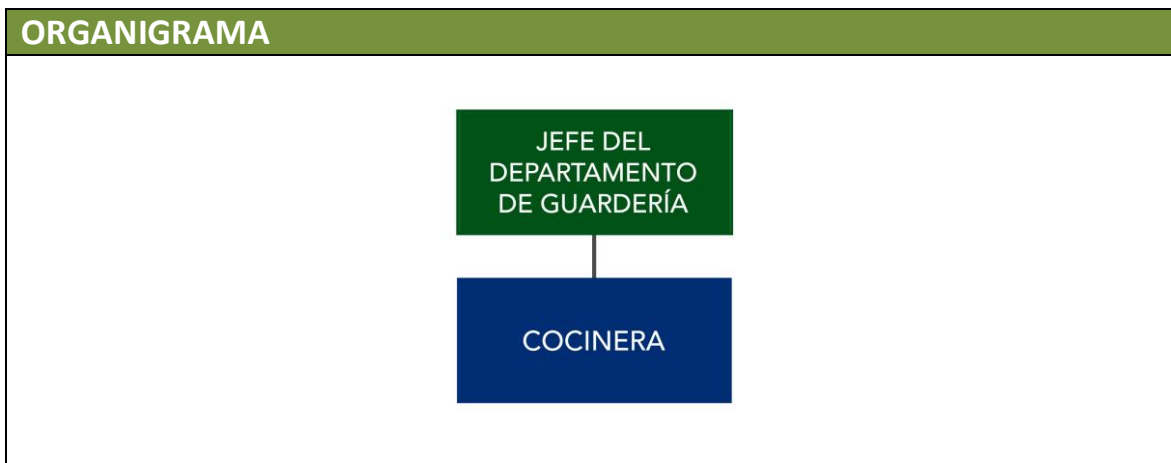 ORGANIGRAMA
JEFE DEL
DEPARTAMENTO
DE GUARDERÍA
COCINERA